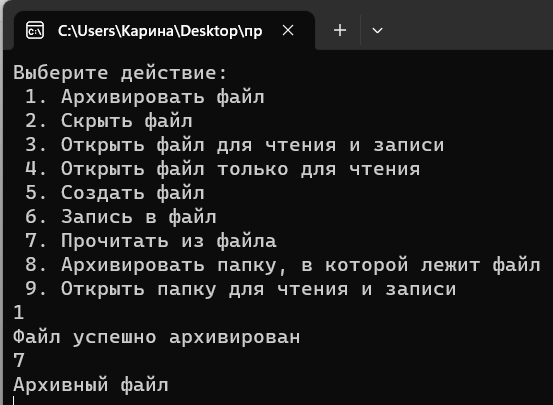 C:\Users\Карина\Desktop\пр
Выберите действие:
1. Архивировать файл
2. Скрыть файл
3. Открыть файл для чтения и записи
4. Открыть файл только для чтения
5. Создать файл
6. Запись в файл
7. Прочитать из файла
8. Архивировать папку, в которой лежит файл
9. Открыть папку для чтения и записи
1
Файл успешно архивирован
7
Архивный файл